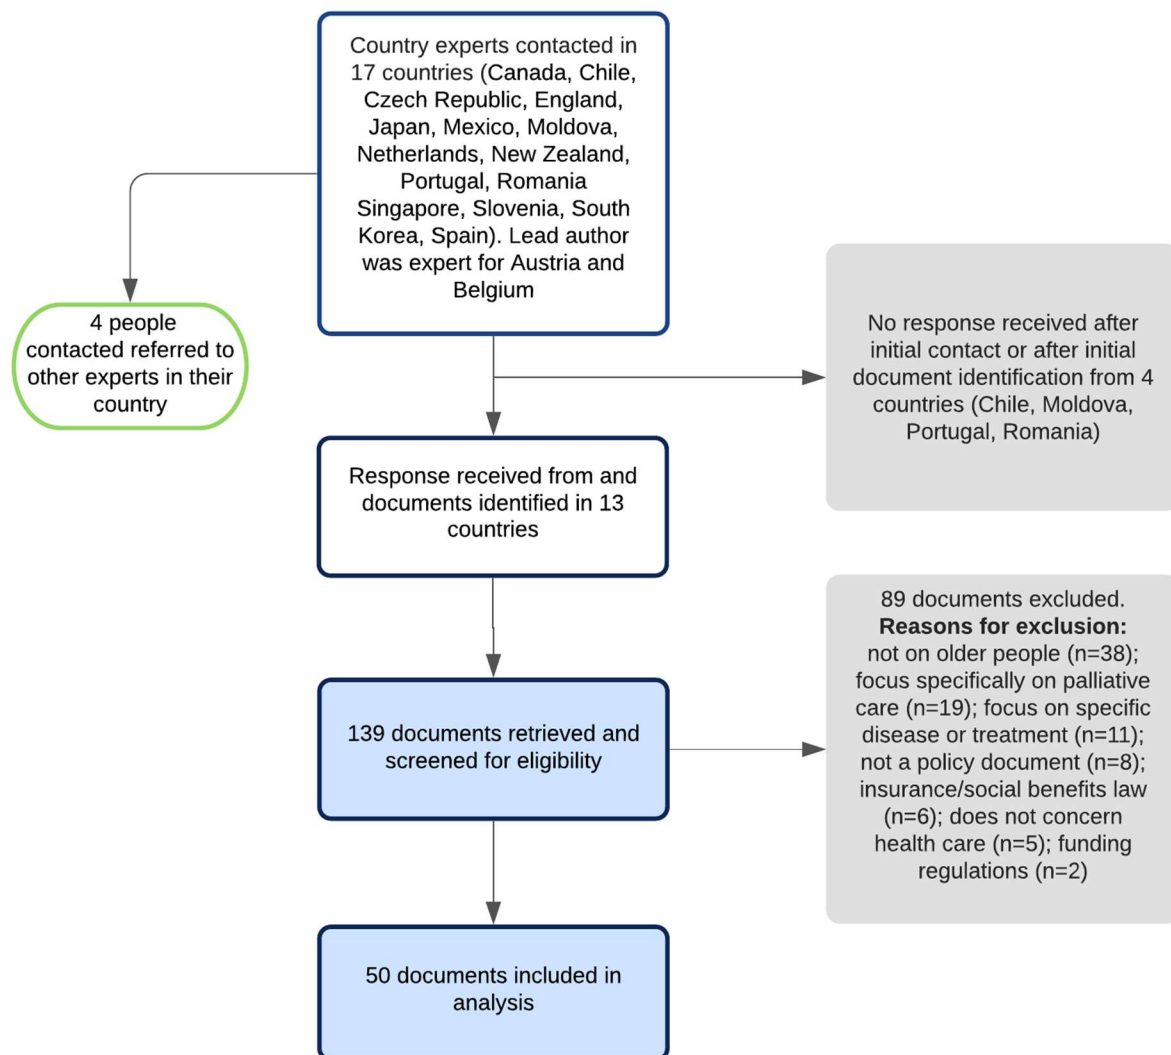 Country experts contacted in
17 countries (Canada, Chile,
Czech Republic, England,
Japan, Mexico, Moldova,
Netherlands, New Zealand,
Portugal, Romania
Singapore, Slovenia, South
Korea, Spain). Lead author
was expert for Austria and
Belgium
4 people
contacted referred to
other experts in their
country
No response received after
initial contact or after initial
document identification from 4
countries (Chile, Moldova,
Portugal, Romania)
Response received from and
documents identified in 13
countries
139 documents retrieved and
screened for eligibility
89 documents excluded.
Reasons for exclusion:
not on older people (n=38);
focus specifically on palliative
care (n=19); focus on specific
disease or treatment (n=11);
not a policy document (n=8);
insurance/social benefits law
(n=6); does not concern
health care (n=5); funding
regulations (n=2)
50 documents included in
analysis